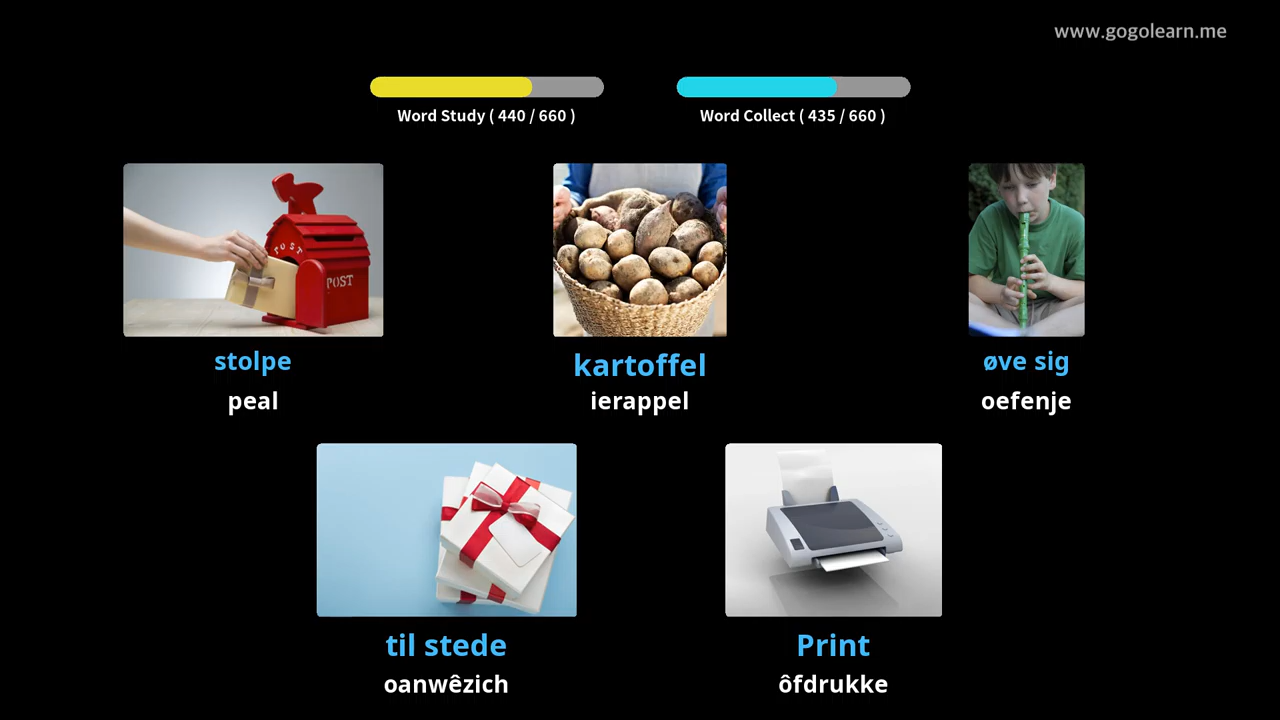 www.gogolearn.me
Word Study ( 440 / 660 )
Word Collect ( 435 / 660 )
POST
POST
stolpe
kartoffel
øve sig
peal
ierappel
oefenje
til stede
Print
oanwêzich
ôfdrukke